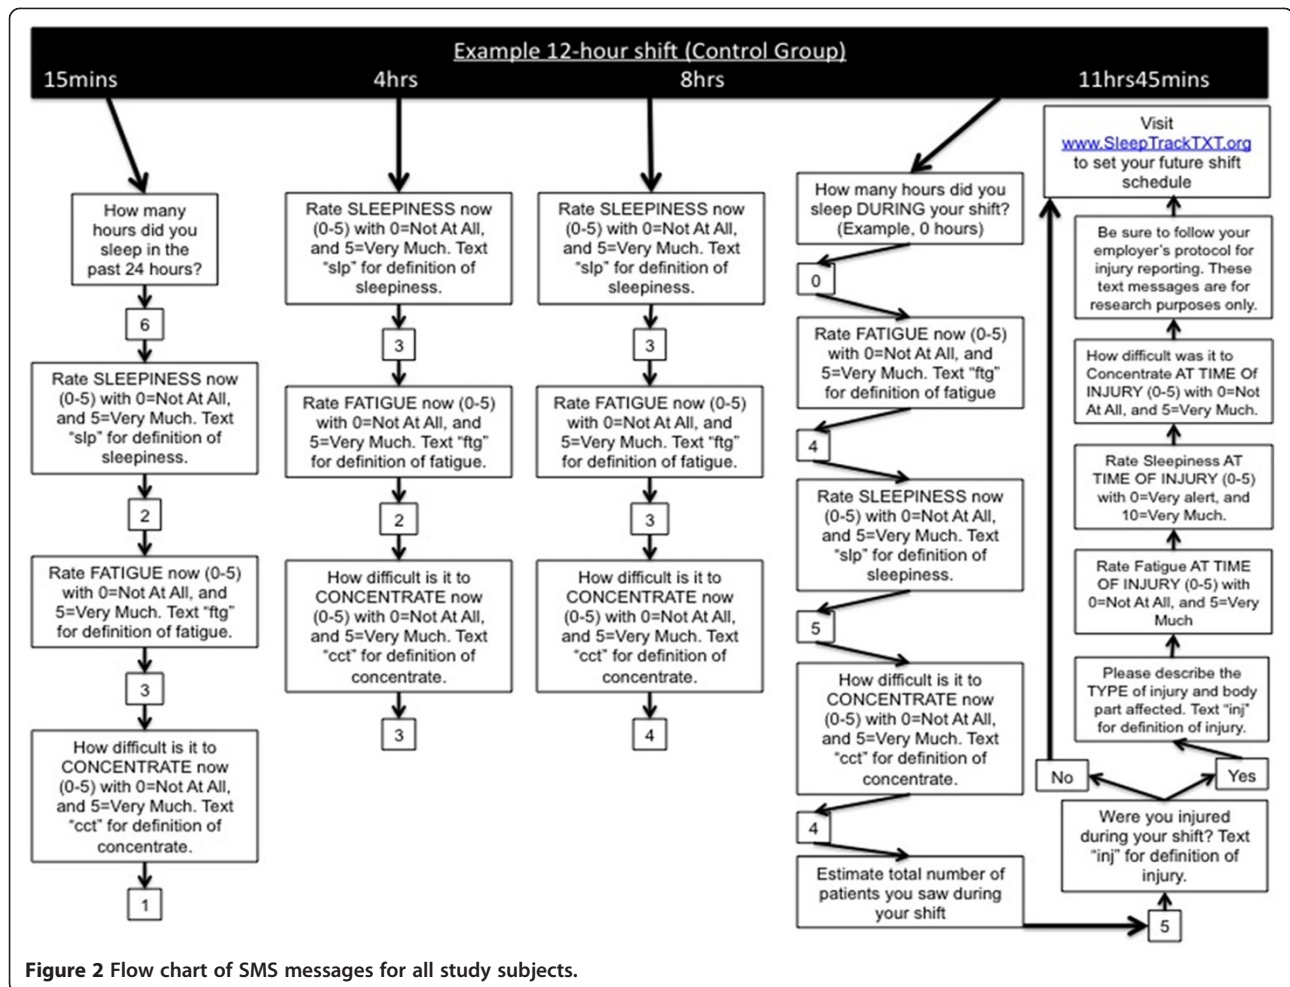 Example 12-hour shift (Control Group)
15mins
4hrs
8hrs
11hrs45mins
How many
hours did you
sleep in the
past 24 hours?
6
Rate SLEEPINESS now
(0-5) with 0=Not At All,
and 5=Very Much. Text
“slp” for definition of
sleepiness.
2
Rate FATIGUE now (0-5)
with 0=Not At All, and
5=Very Much. Text “ftg”
for definition of fatigue.
3
How difficult is it to
CONCENTRATE now
(0-5) with 0=Not At All,
and 5=Very Much. Text
“cct” for definition of
concentrate.
1
Rate SLEEPINESS now
(0-5) with 0=Not At All,
and 5=Very Much. Text
“slp” for definition of
sleepiness.
3
Rate FATIGUE now (0-5)
with 0=Not At All, and
5=Very Much. Text “ftg”
for definition of fatigue.
2
How difficult is it to
CONCENTRATE now
(0-5) with 0=Not At All,
and 5=Very Much. Text
“cct” for definition of
concentrate.
3
Rate SLEEPINESS now
(0-5) with 0=Not At All,
and 5=Very Much. Text
“slp” for definition of
sleepiness.
3
Rate FATIGUE now (0-5)
with 0=Not At All, and
5=Very Much. Text “ftg”
for definition of fatigue.
3
How difficult is it to
CONCENTRATE now
(0-5) with 0=Not At All,
and 5=Very Much. Text
“cct” for definition of
concentrate.
4
How many hours did you
sleep DURING your shift?
(Example, 0 hours)
0
Rate FATIGUE now (0-5)
with 0=Not At All, and
5=Very Much. Text “ftg”
for definition of fatigue
4
Rate SLEEPINESS now
(0-5) with 0=Not At All,
and 5=Very Much. Text
“slp” for definition of
sleepiness.
5
How difficult is it to
CONCENTRATE now
(0-5) with 0=Not At All,
and 5=Very Much. Text
“cct” for definition of
concentrate.
4
Estimate total number of
patients you saw during
your shift
5
Were you injured
during your shift? Text
“inj” for definition of
injury.
No
Yes
Please describe the
TYPE of injury and body
part affected. Text “inj”
for definition of injury.
Rate Fatigue AT TIME
OF INJURY (0-5) with
0=Not At All, and 5=Very
Much
Rate Sleepiness AT
TIME OF INJURY (0-5)
with 0=Very alert, and
10=Very Much.
How difficult was it to
Concentrate AT TIME Of
INJURY (0-5) with 0=Not
At All, and 5=Very Much.
Be sure to follow your
employer’s protocol for
injury reporting. These
text messages are for
research purposes only.
Visit
www.SleepTrackTXT.org
to set your future shift
schedule
Figure 2 Flow chart of SMS messages for all study subjects.